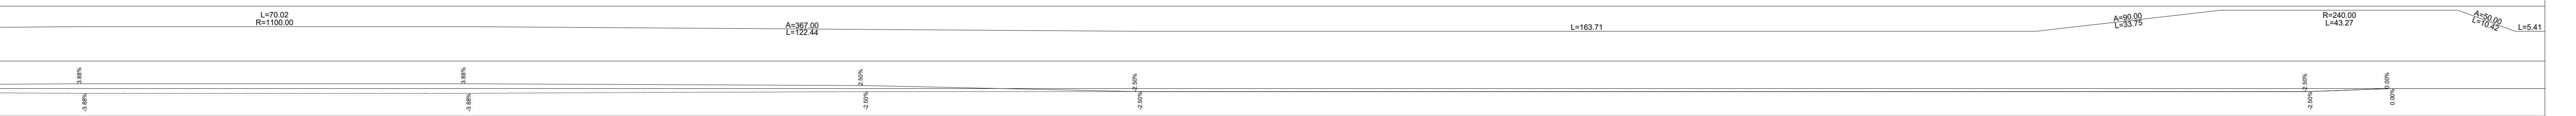 L=70.02
R=1100.00
A=367.00
L=122.44
L=163.71
A=90.00
L=33.75
R=240.00
L=43.27
A=50.00
L=10.42
L=5.41
3.88%
-3.88%
3.88%
-3.88%
2.50%
-2.50%
-2.50%
-2.50%
-2.50%
-2.50%
0.00%
0.00%